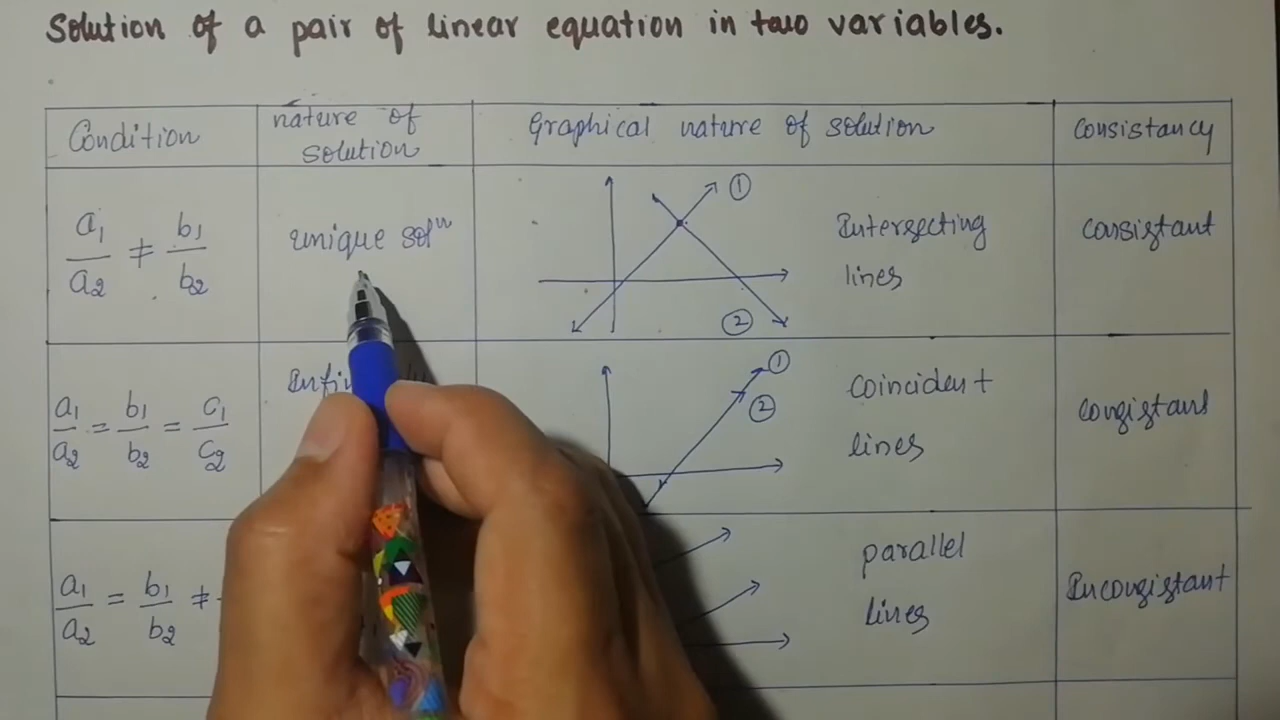 Solution of a pair of linear equation in two variables.
Condition
nature of
solution
Graphical nature of solution
Consistancy
a1/a2 ≠ b1/b2
unique solⁿ
①
②
Intersecting
lines
Consistant
a1/a2 = b1/b2 = c1/c2
①
②
Coincident
lines
Consistant
a1/a2 = b1/b2 ≠
parallel
lines
Inconsistant